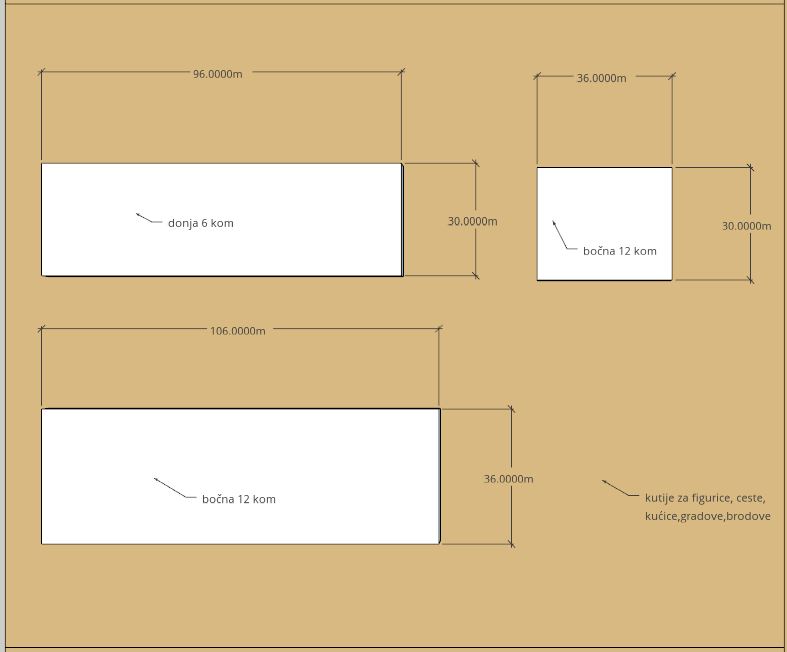 96.0000m
36.0000m
donja 6 kom
30.0000m
bočna 12 kom
30.0000m
106.0000m
bočna 12 kom
36.0000m
kutije za figurice, ceste,
kućice,gradove,brodove